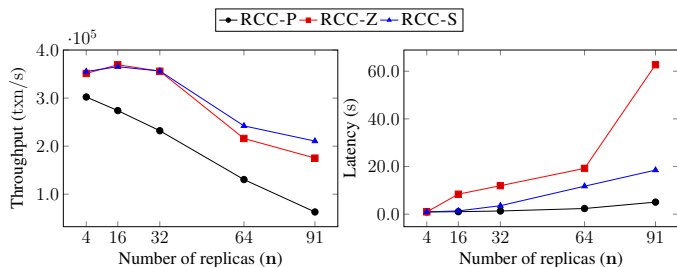 RCC-P RCC-Z RCC-S
·10⁵
4.0
3.0
2.0
1.0
Throughput (txn/s)
4 16 32 64 91
Number of replicas (n)
60.0
40.0
20.0
0.0
Latency (s)
4 16 32 64 91
Number of replicas (n)